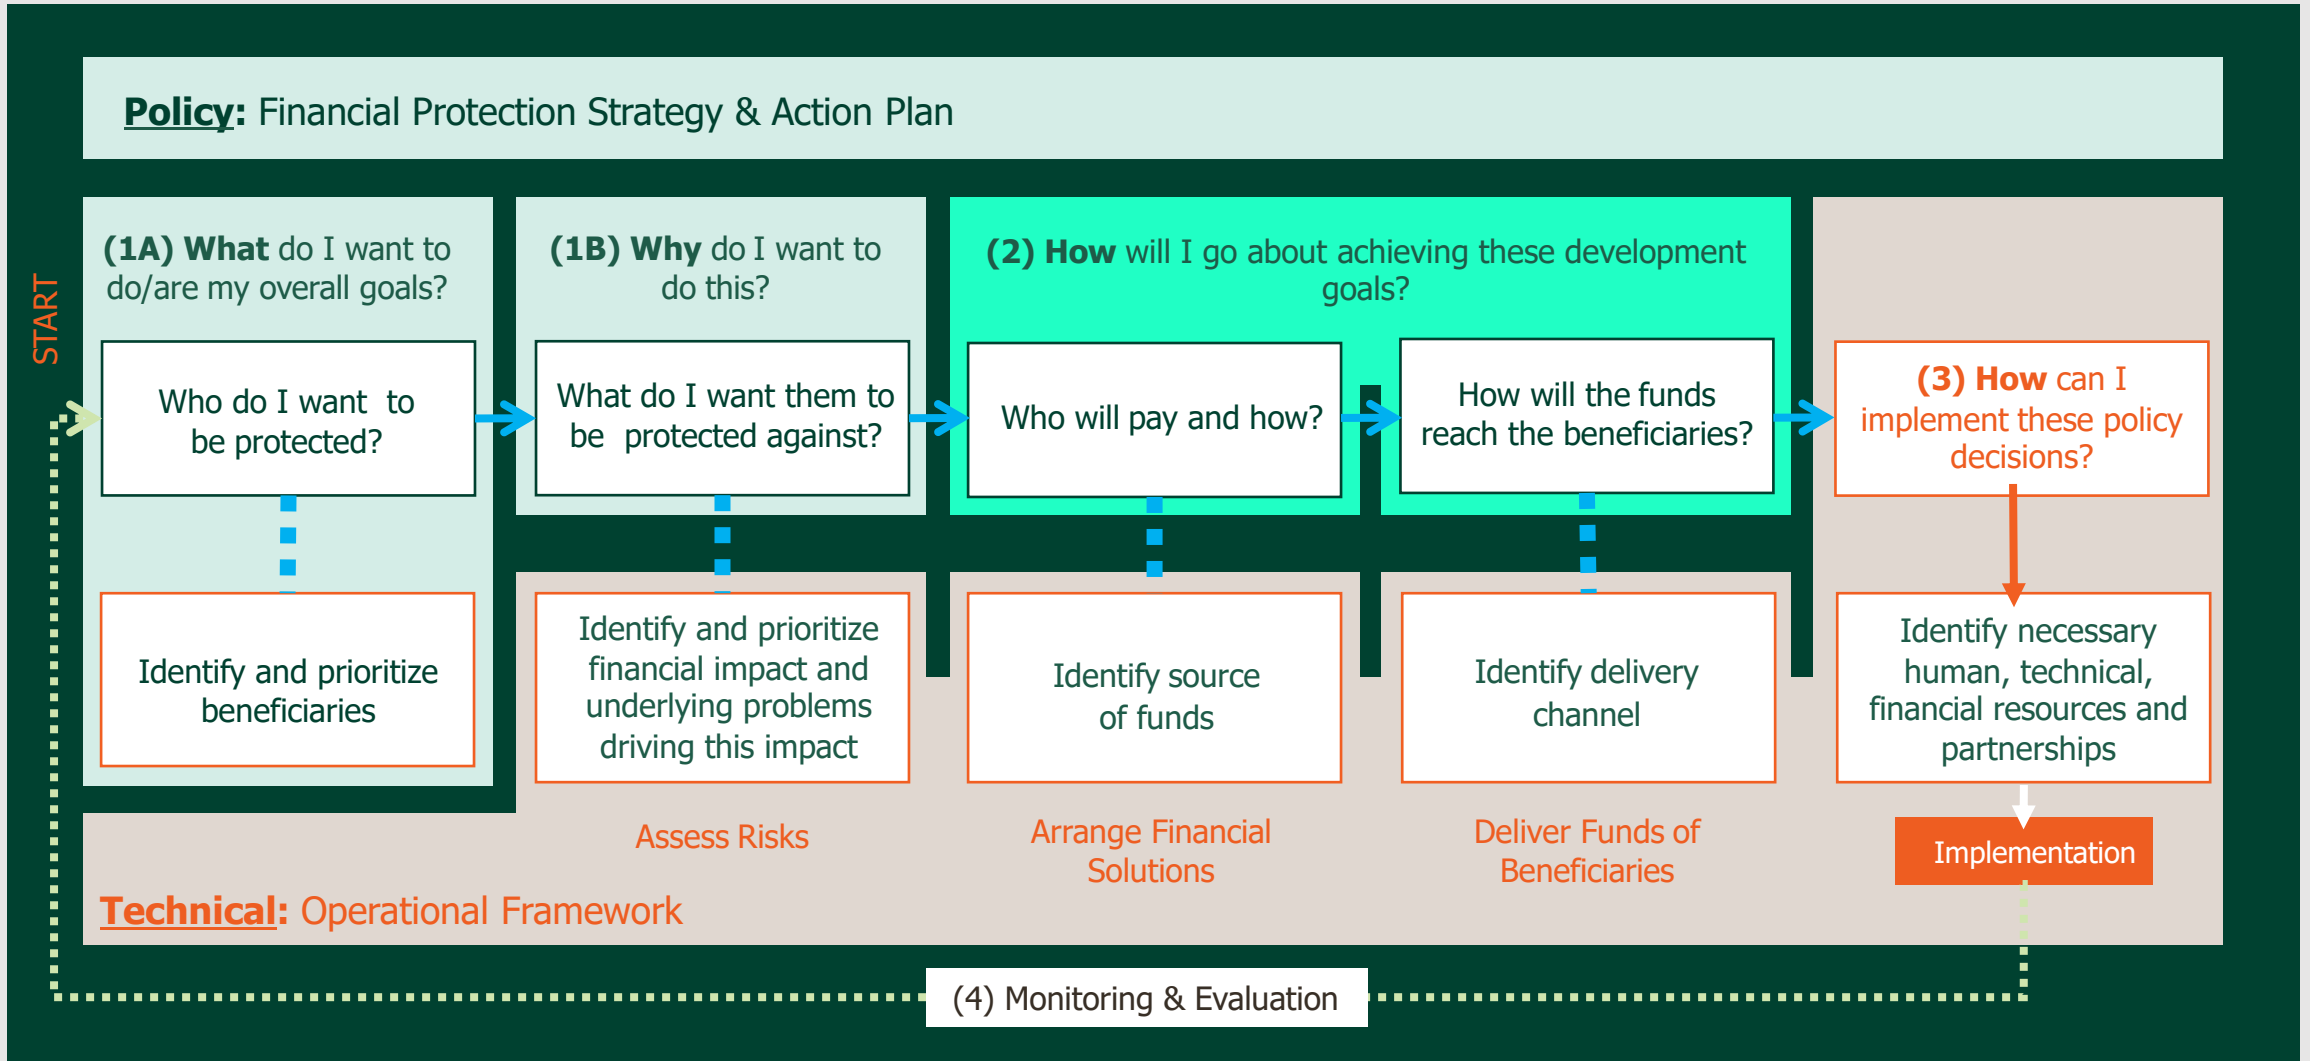 Policy: Financial Protection Strategy & Action Plan
START
(1A) What do I want to
do/are my overall goals?
Who do I want to
be protected?
Identify and prioritize
beneficiaries
(1B) Why do I want to
do this?
What do I want them to
be protected against?
Identify and prioritize
financial impact and
underlying problems
driving this impact
Assess Risks
(2) How will I go about achieving these development
goals?
Who will pay and how?
Identify source
of funds
Arrange Financial
Solutions
How will the funds
reach the beneficiaries?
Identify delivery
channel
Deliver Funds of
Beneficiaries
(3) How can I
implement these policy
decisions?
Identify necessary
human, technical,
financial resources and
partnerships
Implementation
Technical: Operational Framework
(4) Monitoring & Evaluation